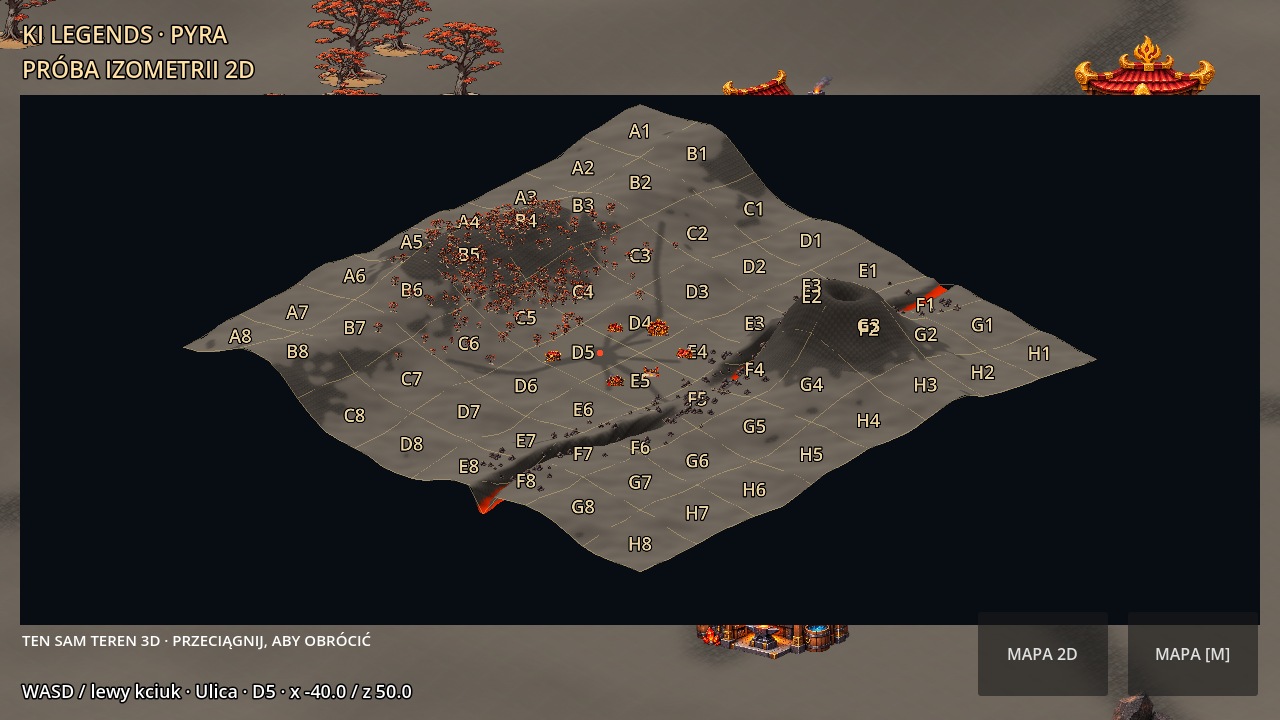 KI LEGENDS · PYRA
PRÓBA IZOMETRII 2D
A1
B1
A2
B2
A3
B3
C1
A4
B4
C2
D1
A5
B5
C3
D2
E1
A6
B6
C4
D3
E3
E2
F1
A7
B7
C5
D4
E3
G3
F2
G2
G1
A8
B8
C6
D5
E4
F4
H1
C7
D6
E5
F5
G4
H3
H2
C8
D7
E6
G5
H4
D8
E7
F7
F6
G6
H5
E8
F8
G7
H6
G8
H7
H8
TEN SAM TEREN 3D · PRZECIĄGNIJ, ABY OBRÓCIĆ
MAPA 2D
MAPA [M]
WASD / lewy kciuk · Ulica · D5 · x -40.0 / z 50.0